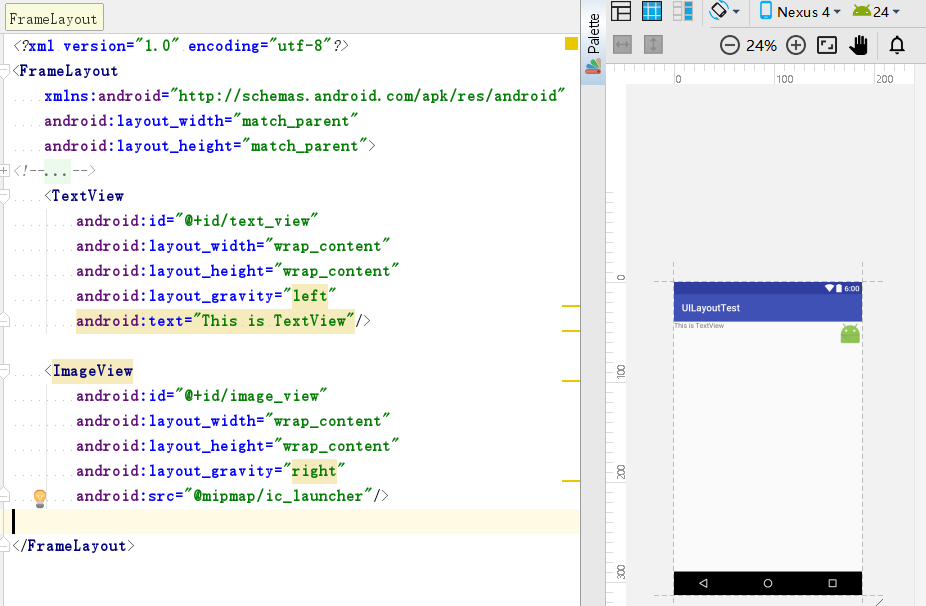 FrameLayout
<?xml version="1.0" encoding="utf-8"?>
<FrameLayout
xmlns:android="http://schemas.android.com/apk/res/android"
android:layout_width="match_parent"
android:layout_height="match_parent">
<!--...-->
<TextView
android:id="@+id/text_view"
android:layout_width="wrap_content"
android:layout_height="wrap_content"
android:layout_gravity="left"
android:text="This is TextView"/>
<ImageView
android:id="@+id/image_view"
android:layout_width="wrap_content"
android:layout_height="wrap_content"
android:layout_gravity="right"
android:src="@mipmap/ic_launcher"/>
</FrameLayout>
Palette
Nexus 4
24
24%
0
100
200
0
100
200
300
6:00
UILayoutTest
This is TextView